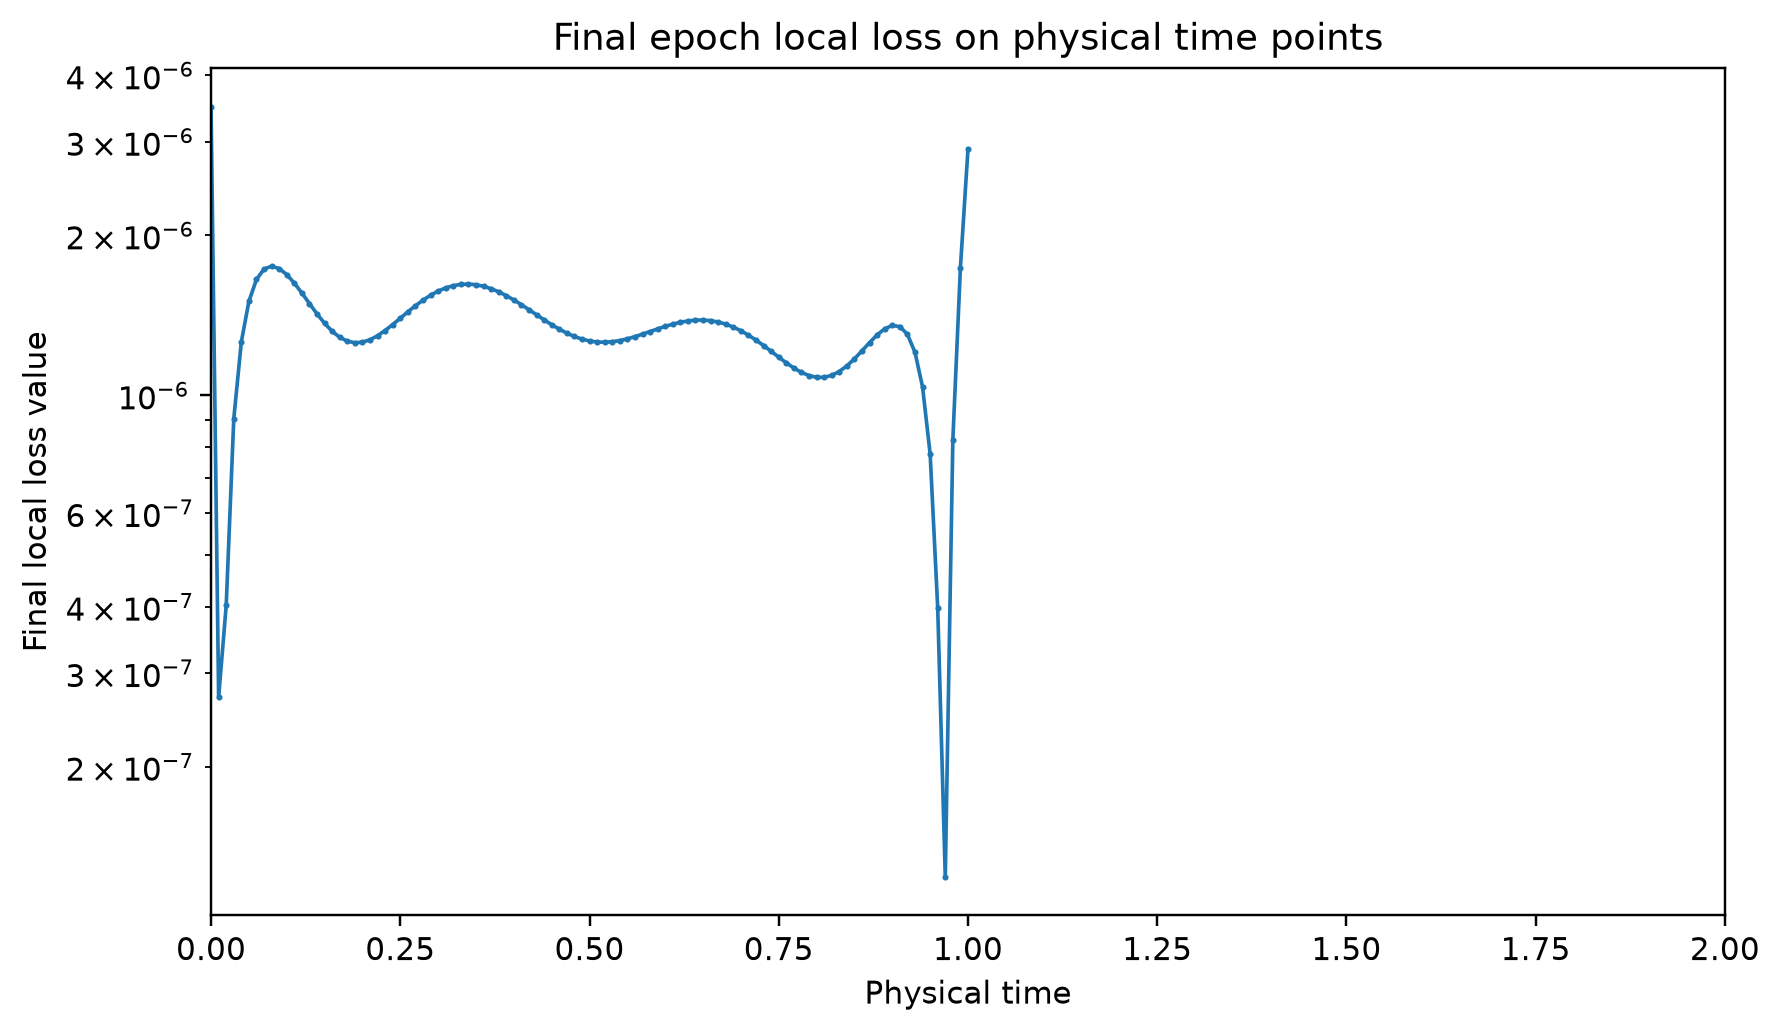 Final epoch local loss on physical time points
4 × 10⁻⁶
3 × 10⁻⁶
2 × 10⁻⁶
10⁻⁶
6 × 10⁻⁷
4 × 10⁻⁷
3 × 10⁻⁷
2 × 10⁻⁷
Final local loss value
0.00 0.25 0.50 0.75 1.00 1.25 1.50 1.75 2.00
Physical time